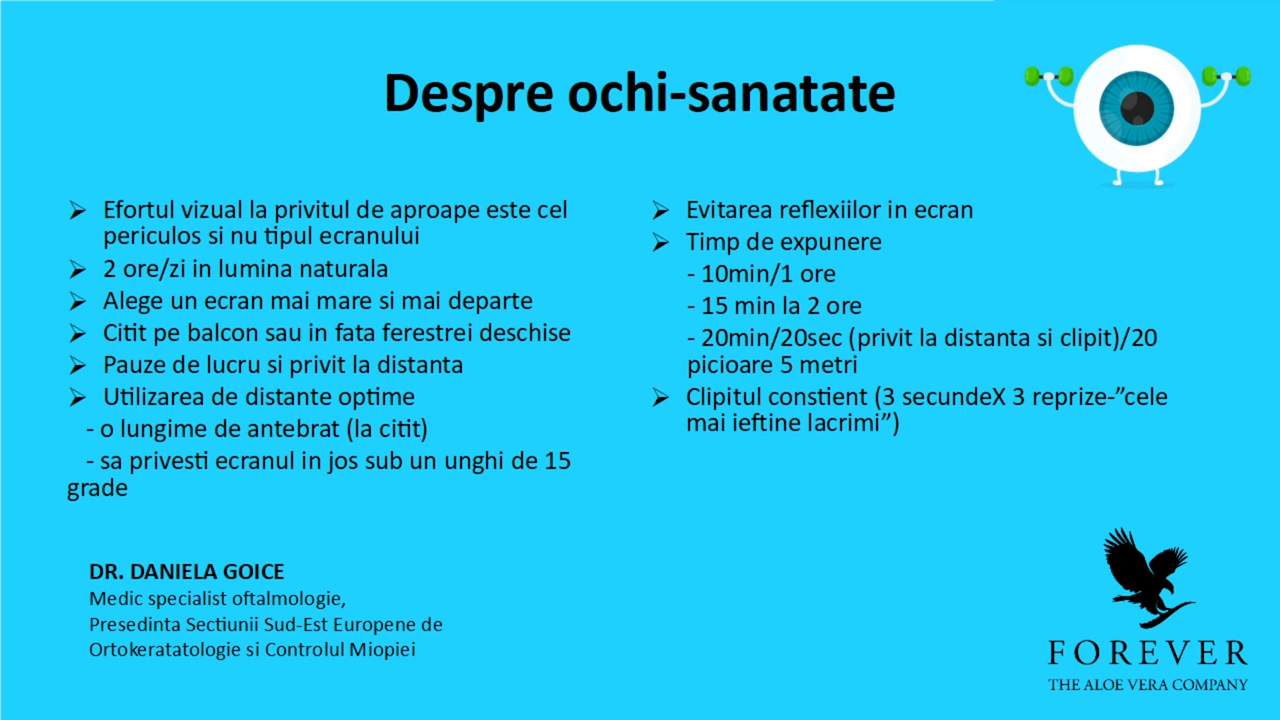 Despre ochi-sanatate
Efortul vizual la privitul de aproape este cel
periculos si nu tipul ecranului
2 ore/zi in lumina naturala
Alege un ecran mai mare si mai departe
Citit pe balcon sau in fata ferestrei deschise
Pauze de lucru si privit la distanta
Utilizarea de distante optime
- o lungime de antebrat (la citit)
- sa privesti ecranul in jos sub un unghi de 15
grade
Evitarea reflexiilor in ecran
Timp de expunere
- 10min/1 ore
- 15 min la 2 ore
- 20min/20sec (privit la distanta si clipit)/20
picioare 5 metri
Clipitul constient (3 secundeX 3 reprize-”cele
mai ieftine lacrimi”)
DR. DANIELA GOICE
Medic specialist oftalmologie,
Presedinta Sectiunii Sud-Est Europene de
Ortokeratatologie si Controlul Miopiei
FOREVER
THE ALOE VERA COMPANY